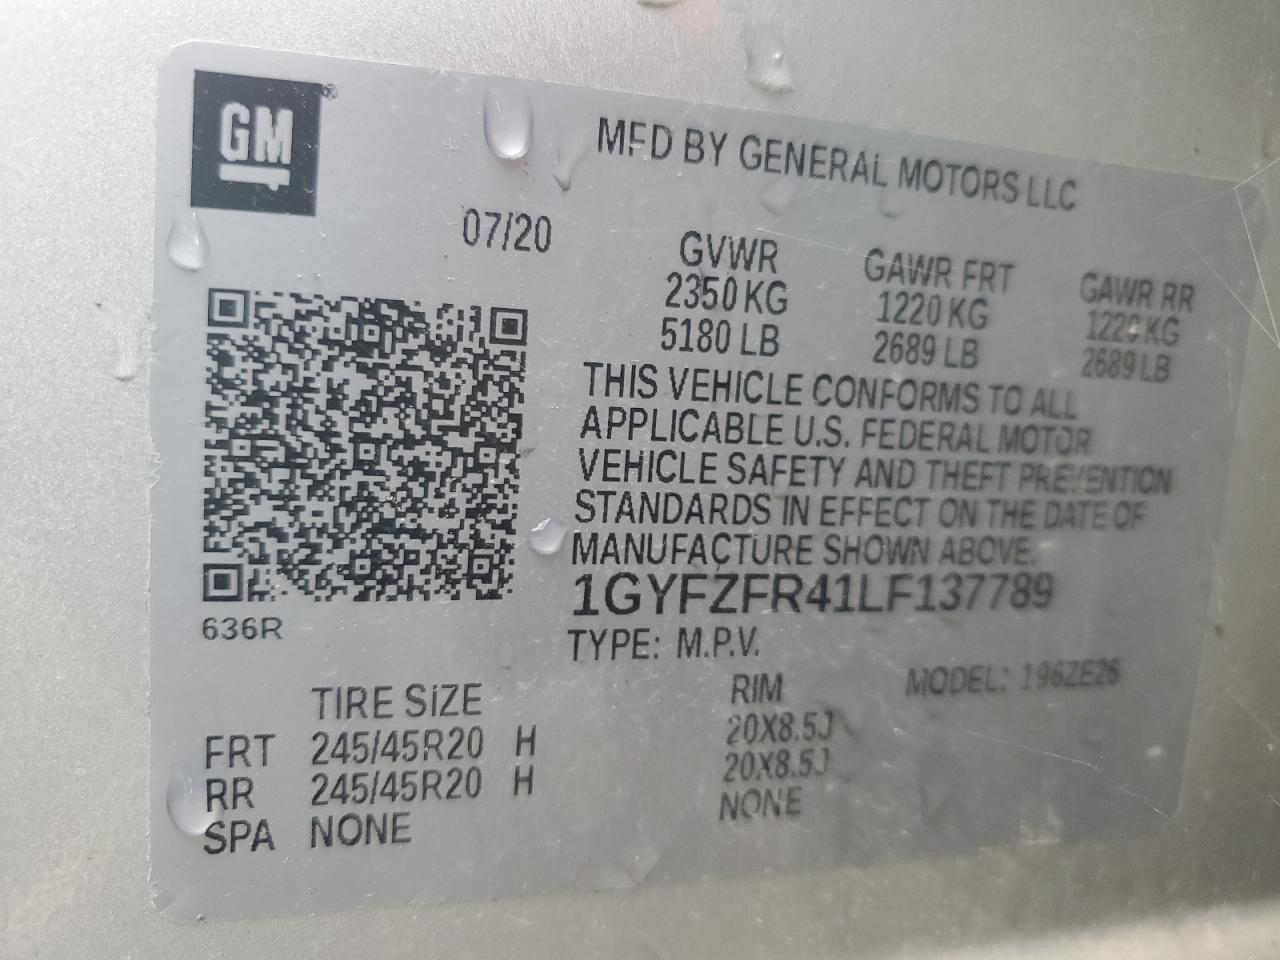 GM
MFD BY GENERAL MOTORS LLC
07/20
GVWR GAWR FRT GAWR RR
2350 KG 1220 KG 1220 KG
5180 LB 2689 LB 2689 LB
THIS VEHICLE CONFORMS TO ALL
APPLICABLE U.S. FEDERAL MOTOR
VEHICLE SAFETY AND THEFT PREVENTION
STANDARDS IN EFFECT ON THE DATE OF
MANUFACTURE SHOWN ABOVE.
1GYFZFR41LF137789
636R
TYPE: M.P.V.
MODEL: 196ZE26
TIRE SIZE RIM
FRT 245/45R20 H 20X8.5J
RR 245/45R20 H 20X8.5J
SPA NONE NONE